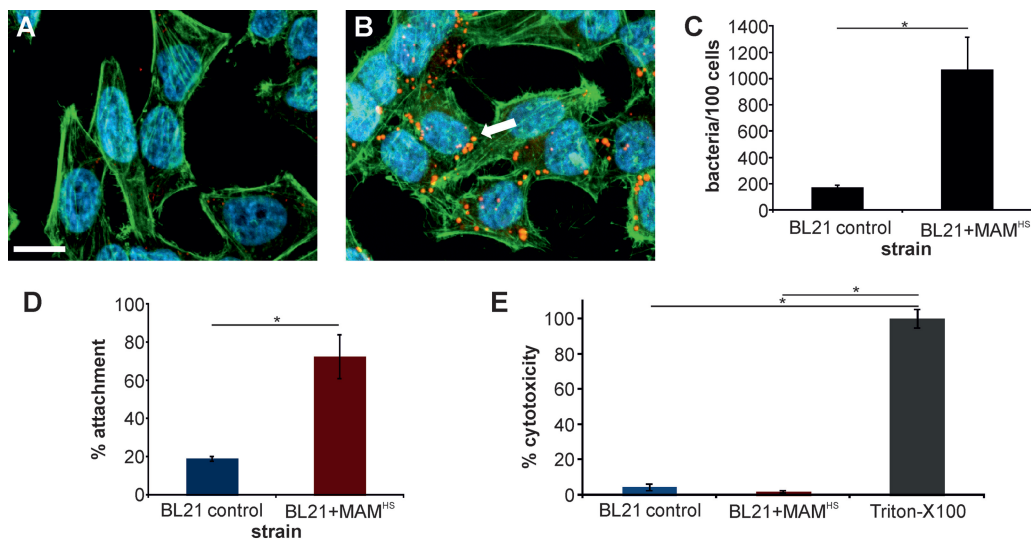 A
B
C
bacteria/100 cells
1400
1200
1000
800
600
400
200
0
*
BL21 control
BL21+MAM^HS
strain
D
% attachment
100
80
60
40
20
0
*
BL21 control
BL21+MAM^HS
strain
E
% cytotoxicity
100
80
60
40
20
0
*
*
BL21 control
BL21+MAM^HS
Triton-X100